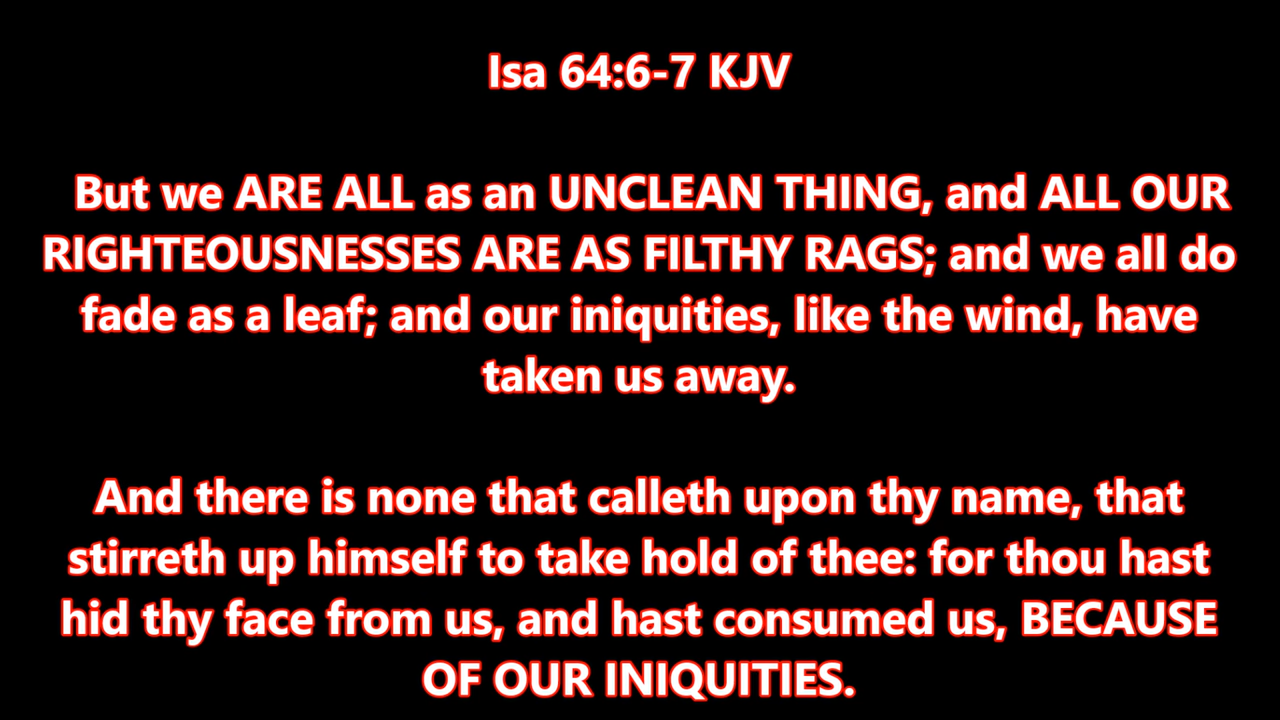 Isa 64:6-7 KJV
But we ARE ALL as an UNCLEAN THING, and ALL OUR
RIGHTEOUSNESSES ARE AS FILTHY RAGS; and we all do
fade as a leaf; and our iniquities, like the wind, have
taken us away.
And there is none that calleth upon thy name, that
stirreth up himself to take hold of thee: for thou hast
hid thy face from us, and hast consumed us, BECAUSE
OF OUR INIQUITIES.